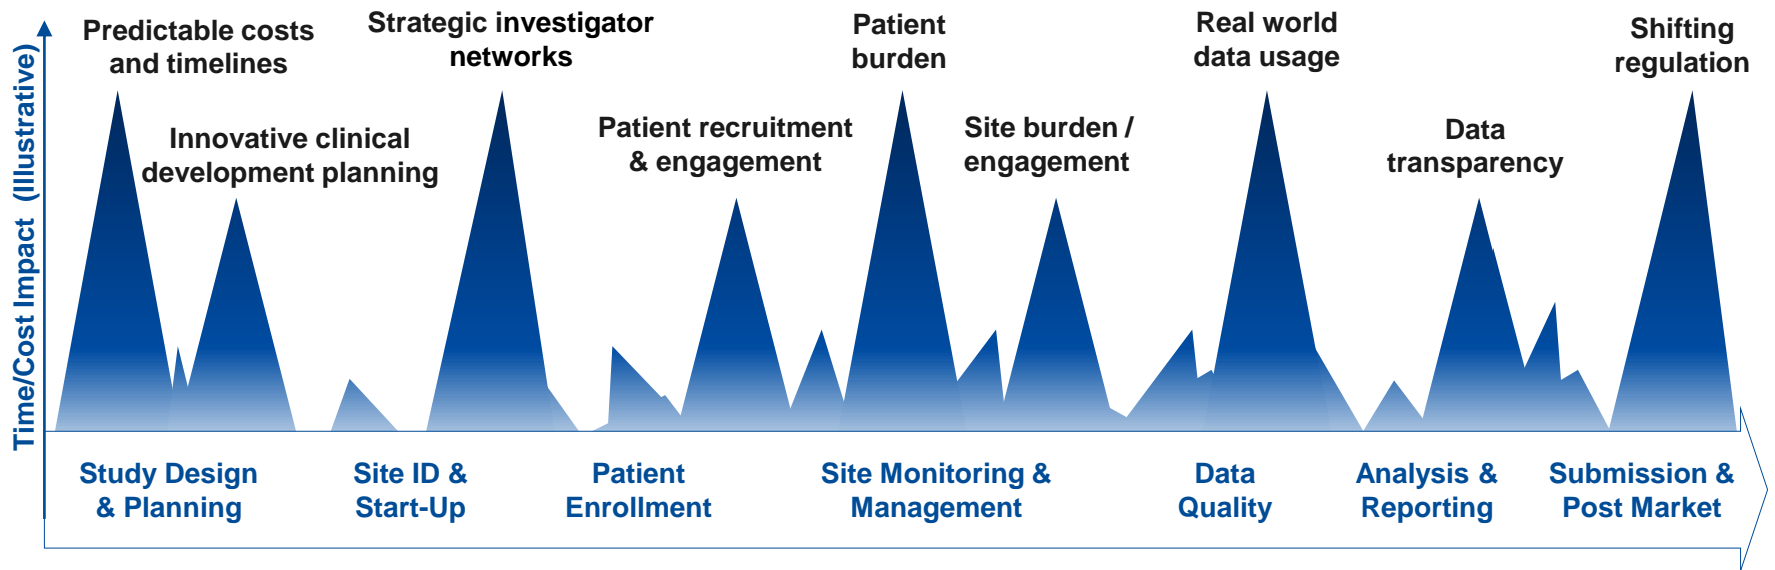 Time/Cost Impact (Illustrative)
Predictable costs
and timelines
Innovative clinical
development planning
Strategic investigator
networks
Patient recruitment
& engagement
Patient
burden
Site burden /
engagement
Real world
data usage
Data
transparency
Shifting
regulation
Study Design
& Planning
Site ID &
Start-Up
Patient
Enrollment
Site Monitoring &
Management
Data
Quality
Analysis &
Reporting
Submission &
Post Market